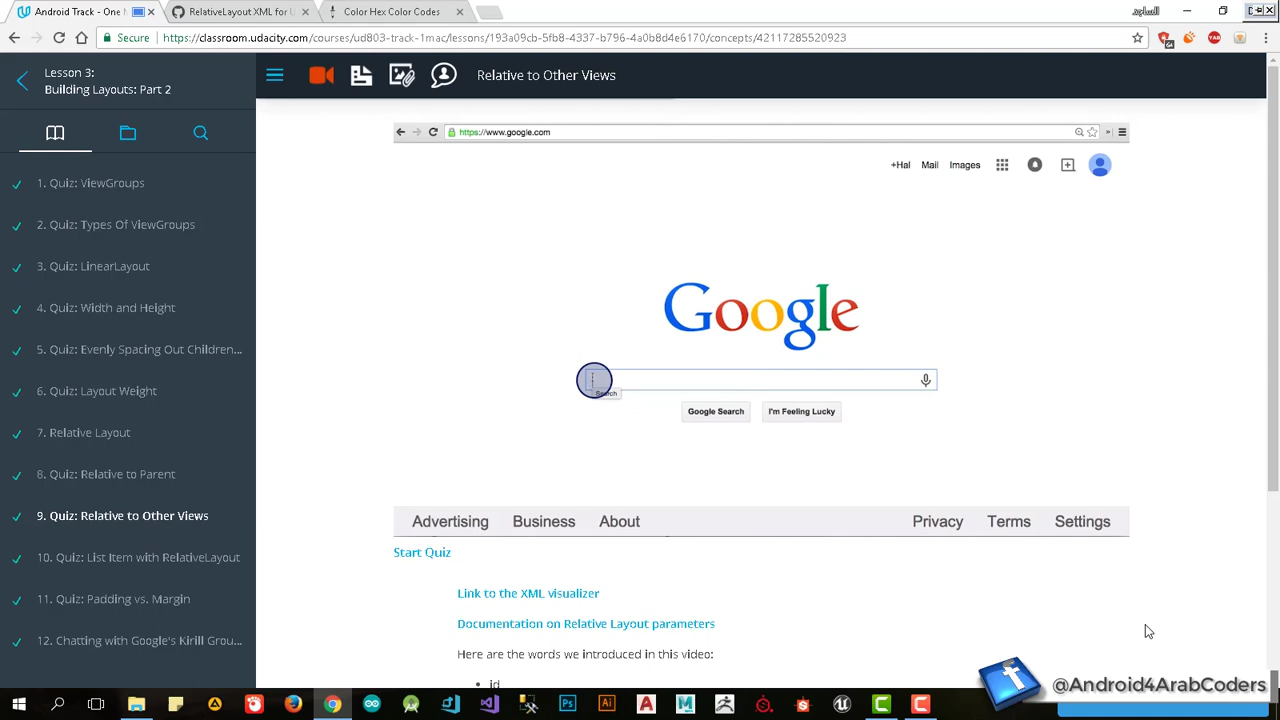 Android Track - One M
RelativeLayout XML for U
Color Hex Color Codes
Secure
https://classroom.udacity.com/courses/ud803-track-1mac/lessons/193a09cb-5fb8-4337-b796-4a0b8d4e6170/concepts/42117285520923
Lesson 3:
Building Layouts: Part 2
Relative to Other Views
1. Quiz: ViewGroups
2. Quiz: Types Of ViewGroups
3. Quiz: LinearLayout
4. Quiz: Width and Height
5. Quiz: Evenly Spacing Out Children...
6. Quiz: Layout Weight
7. Relative Layout
8. Quiz: Relative to Parent
9. Quiz: Relative to Other Views
10. Quiz: List Item with RelativeLayout
11. Quiz: Padding vs. Margin
12. Chatting with Google's Kirill Grou...
https://www.google.com
+Hal Mail Images
Google
Search
Google Search I'm Feeling Lucky
Advertising Business About Privacy Terms Settings
Start Quiz
Link to the XML visualizer
Documentation on Relative Layout parameters
Here are the words we introduced in this video:
• id
@Android4ArabCoders